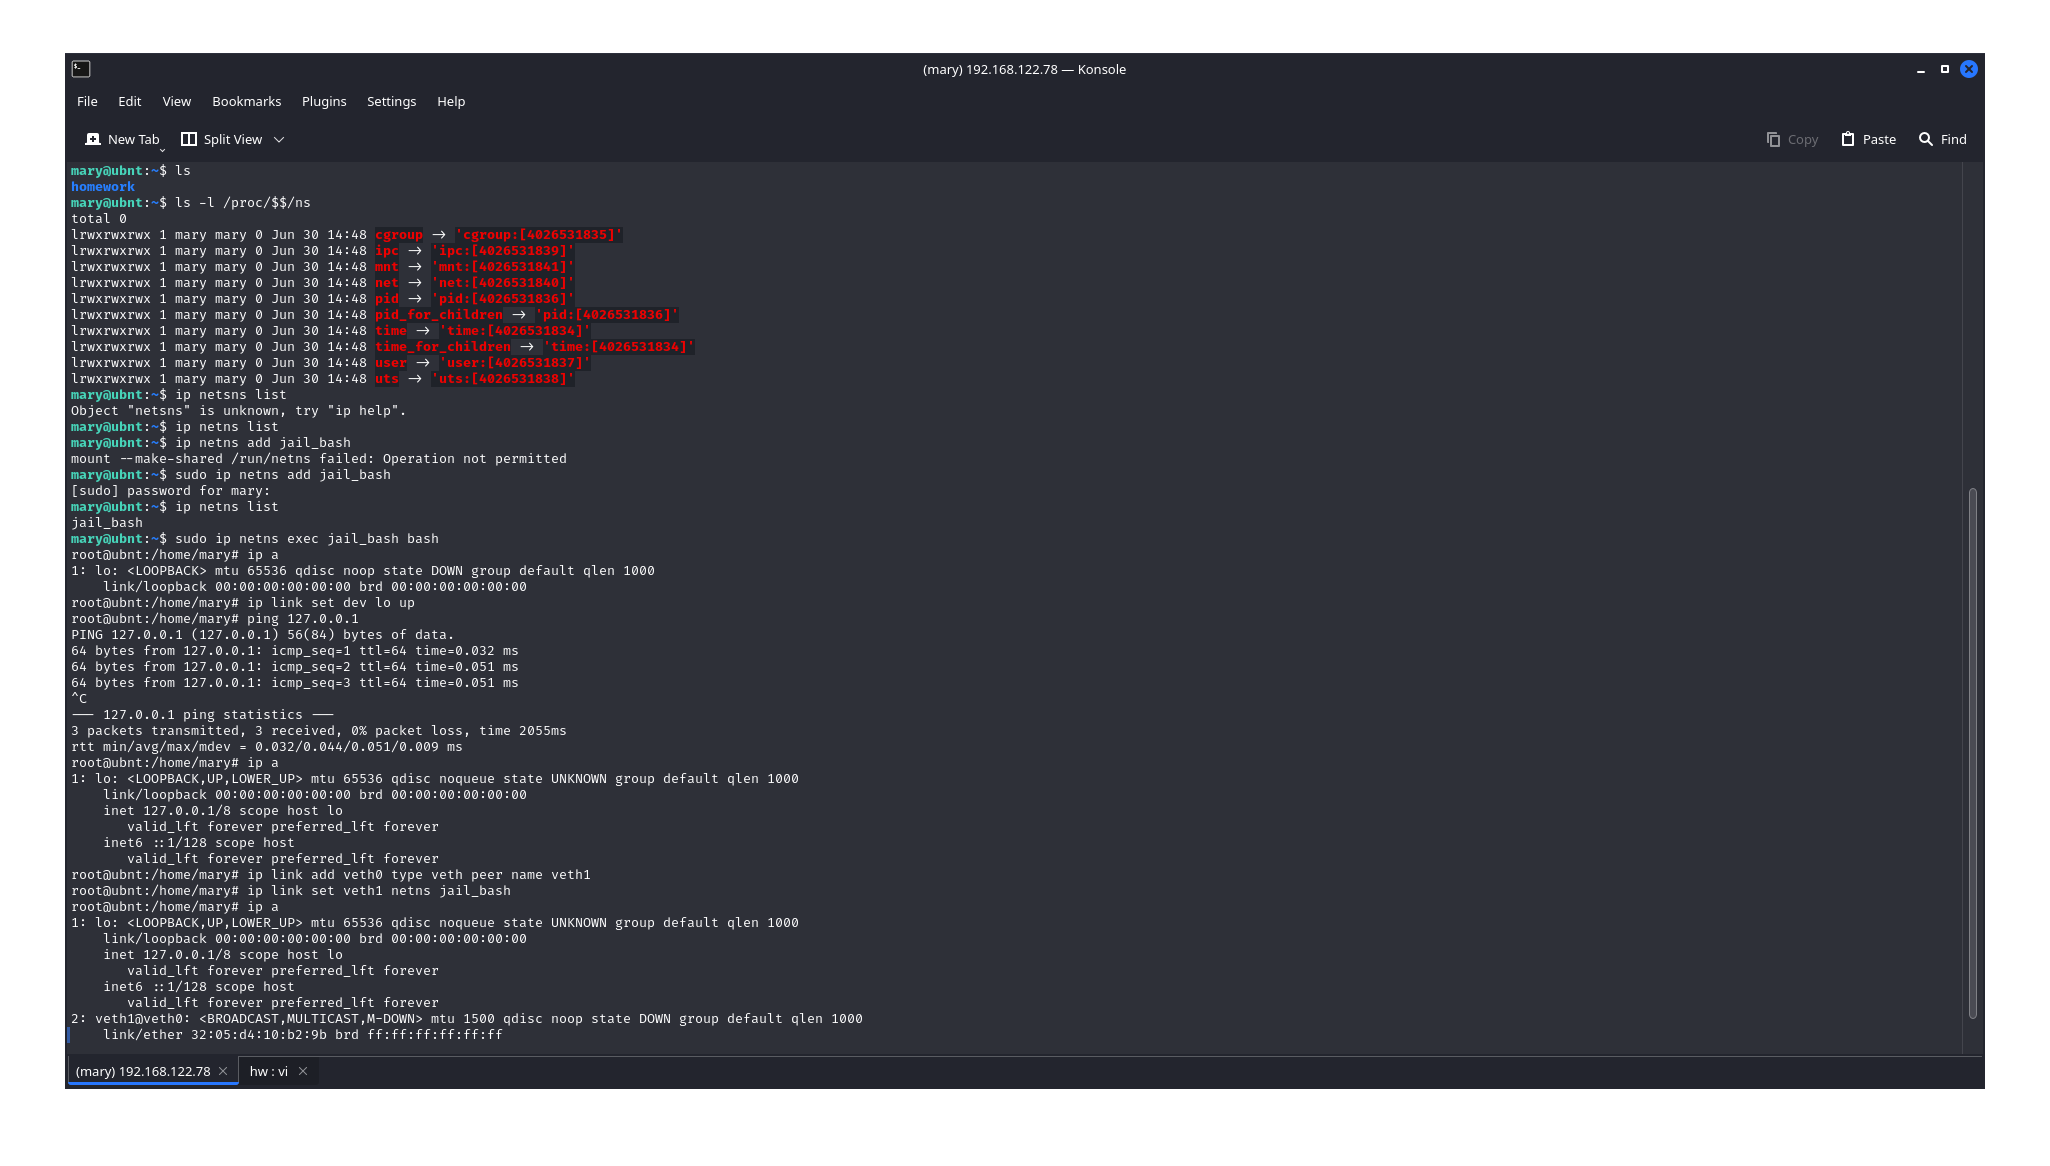 (mary) 192.168.122.78 — Konsole
File Edit View Bookmarks Plugins Settings Help
New Tab Split View Copy Paste Find
mary@ubnt:~$ ls
homework
mary@ubnt:~$ ls -l /proc/$$/ns
total 0
lrwxrwxrwx 1 mary mary 0 Jun 30 14:48 cgroup -> 'cgroup:[4026531835]'
lrwxrwxrwx 1 mary mary 0 Jun 30 14:48 ipc -> 'ipc:[4026531839]'
lrwxrwxrwx 1 mary mary 0 Jun 30 14:48 mnt -> 'mnt:[4026531841]'
lrwxrwxrwx 1 mary mary 0 Jun 30 14:48 net -> 'net:[4026531840]'
lrwxrwxrwx 1 mary mary 0 Jun 30 14:48 pid -> 'pid:[4026531836]'
lrwxrwxrwx 1 mary mary 0 Jun 30 14:48 pid_for_children -> 'pid:[4026531836]'
lrwxrwxrwx 1 mary mary 0 Jun 30 14:48 time -> 'time:[4026531834]'
lrwxrwxrwx 1 mary mary 0 Jun 30 14:48 time_for_children -> 'time:[4026531834]'
lrwxrwxrwx 1 mary mary 0 Jun 30 14:48 user -> 'user:[4026531837]'
lrwxrwxrwx 1 mary mary 0 Jun 30 14:48 uts -> 'uts:[4026531838]'
mary@ubnt:~$ ip netsns list
Object "netsns" is unknown, try "ip help".
mary@ubnt:~$ ip netns list
mary@ubnt:~$ ip netns add jail_bash
mount --make-shared /run/netns failed: Operation not permitted
mary@ubnt:~$ sudo ip netns add jail_bash
[sudo] password for mary:
mary@ubnt:~$ ip netns list
jail_bash
mary@ubnt:~$ sudo ip netns exec jail_bash bash
root@ubnt:/home/mary# ip a
1: lo: <LOOPBACK> mtu 65536 qdisc noop state DOWN group default qlen 1000
    link/loopback 00:00:00:00:00:00 brd 00:00:00:00:00:00
root@ubnt:/home/mary# ip link set dev lo up
root@ubnt:/home/mary# ping 127.0.0.1
PING 127.0.0.1 (127.0.0.1) 56(84) bytes of data.
64 bytes from 127.0.0.1: icmp_seq=1 ttl=64 time=0.032 ms
64 bytes from 127.0.0.1: icmp_seq=2 ttl=64 time=0.051 ms
64 bytes from 127.0.0.1: icmp_seq=3 ttl=64 time=0.051 ms
^C
--- 127.0.0.1 ping statistics ---
3 packets transmitted, 3 received, 0% packet loss, time 2055ms
rtt min/avg/max/mdev = 0.032/0.044/0.051/0.009 ms
root@ubnt:/home/mary# ip a
1: lo: <LOOPBACK,UP,LOWER_UP> mtu 65536 qdisc noqueue state UNKNOWN group default qlen 1000
    link/loopback 00:00:00:00:00:00 brd 00:00:00:00:00:00
    inet 127.0.0.1/8 scope host lo
       valid_lft forever preferred_lft forever
    inet6 ::1/128 scope host
       valid_lft forever preferred_lft forever
root@ubnt:/home/mary# ip link add veth0 type veth peer name veth1
root@ubnt:/home/mary# ip link set veth1 netns jail_bash
root@ubnt:/home/mary# ip a
1: lo: <LOOPBACK,UP,LOWER_UP> mtu 65536 qdisc noqueue state UNKNOWN group default qlen 1000
    link/loopback 00:00:00:00:00:00 brd 00:00:00:00:00:00
    inet 127.0.0.1/8 scope host lo
       valid_lft forever preferred_lft forever
    inet6 ::1/128 scope host
       valid_lft forever preferred_lft forever
2: veth1@veth0: <BROADCAST,MULTICAST,M-DOWN> mtu 1500 qdisc noop state DOWN group default qlen 1000
    link/ether 32:05:d4:10:b2:9b brd ff:ff:ff:ff:ff:ff
(mary) 192.168.122.78 hw : vi